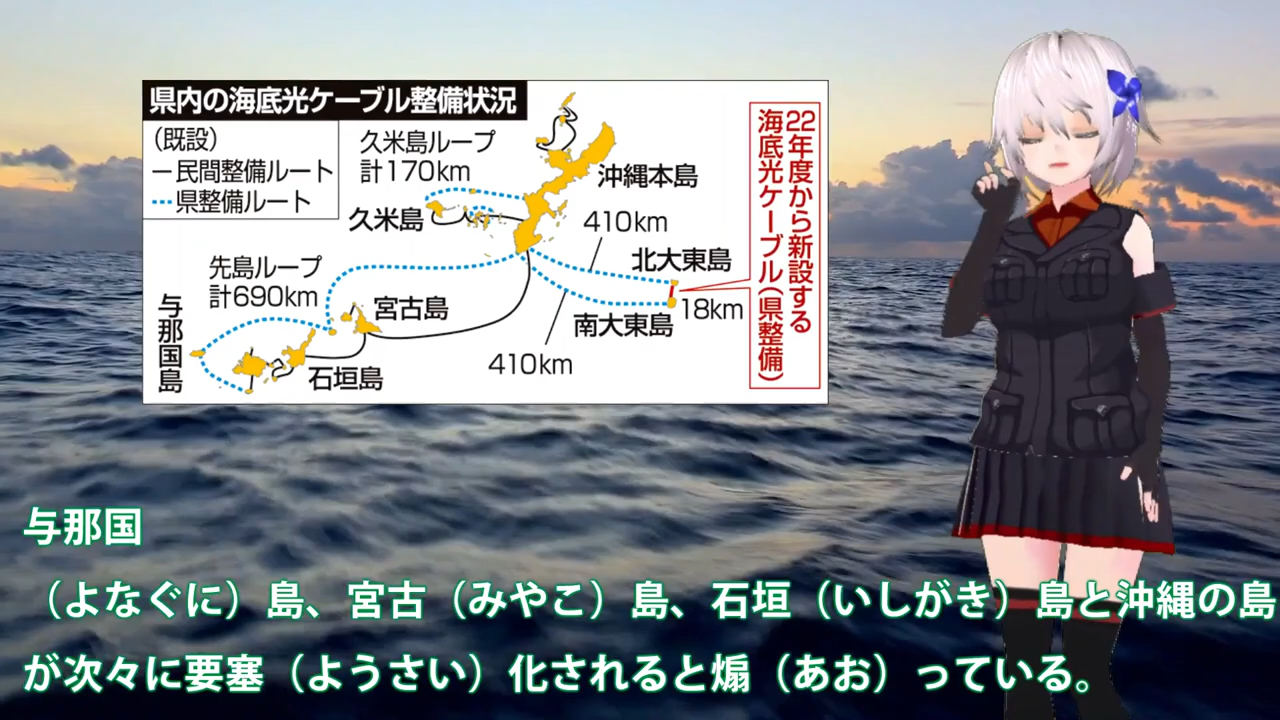 県内の海底光ケーブル整備状況
(既設)
─民間整備ルート
┅県整備ルート
久米島ループ
計170km
沖縄本島
久米島
410km
北大東島
先島ループ
計690km
18km
宮古島
南大東島
与那国島
410km
石垣島
22年度から新設する
海底光ケーブル(県整備)
与那国
（よなぐに）島、宮古（みやこ）島、石垣（いしがき）島と沖縄の島
が次々に要塞（ようさい）化されると煽（あお）っている。